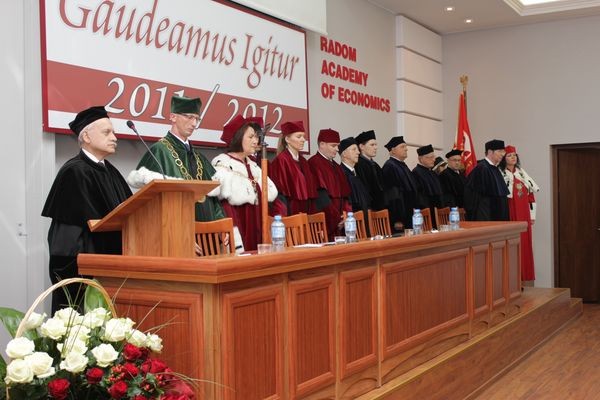 Gaudeamus Igitur
2011/2012
RADOM
ACADEMY
OF ECONOMICS